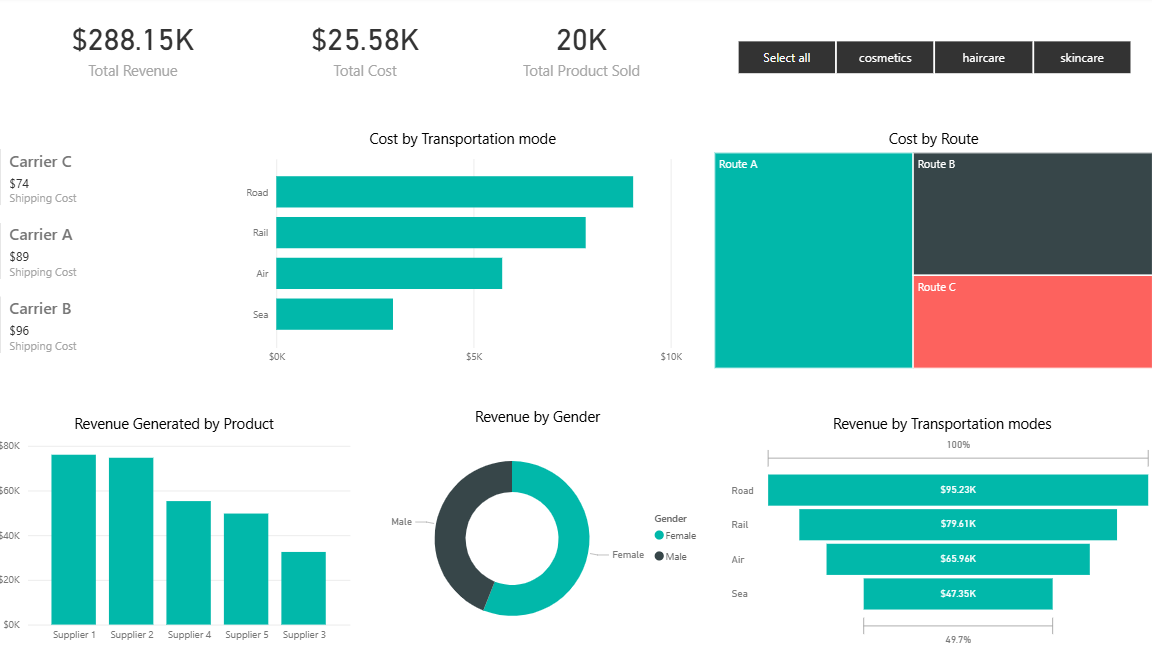 $288.15K
Total Revenue
$25.58K
Total Cost
20K
Total Product Sold
Select all
cosmetics
haircare
skincare
Carrier C
$74
Shipping Cost
Carrier A
$89
Shipping Cost
Carrier B
$96
Shipping Cost
Cost by Transportation mode
Road
Rail
Air
Sea
$0K
$5K
$10K
Cost by Route
Route A
Route B
Route C
Revenue Generated by Product
$80K
$60K
$40K
$20K
$0K
Supplier 1
Supplier 2
Supplier 4
Supplier 5
Supplier 3
Revenue by Gender
Male
Female
Gender
Female
Male
Revenue by Transportation modes
100%
Road
$95.23K
Rail
$79.61K
Air
$65.96K
Sea
$47.35K
49.7%